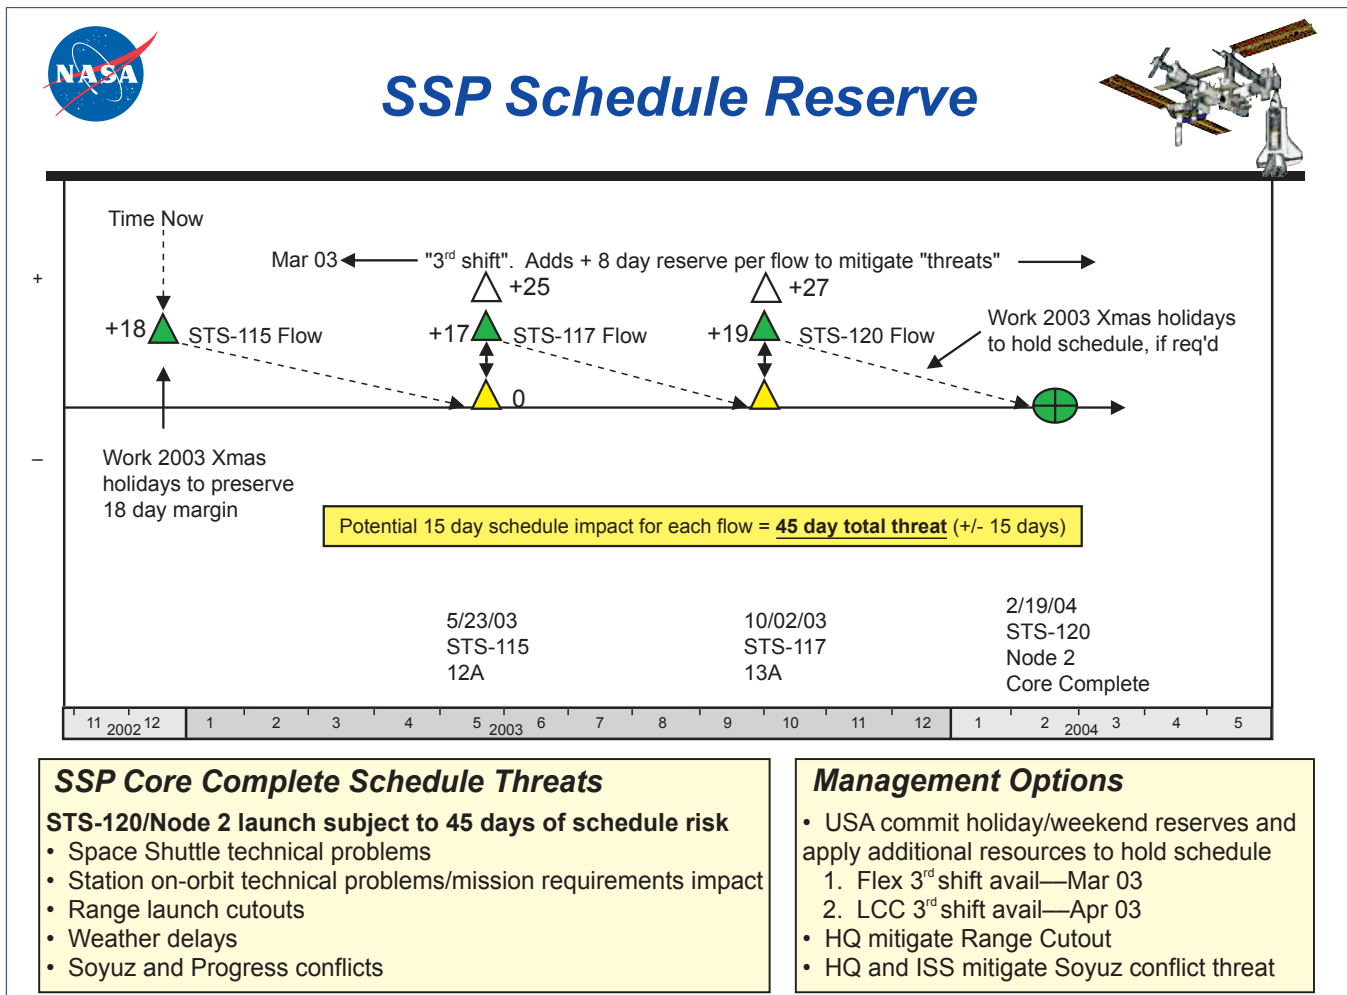 NASA
SSP Schedule Reserve
Time Now
Mar 03
"3rd shift". Adds + 8 day reserve per flow to mitigate "threats"
+
+25
+27
+18
STS-115 Flow
+17
STS-117 Flow
+19
STS-120 Flow
Work 2003 Xmas holidays
to hold schedule, if req'd
0
–
Work 2003 Xmas
holidays to preserve
18 day margin
Potential 15 day schedule impact for each flow = 45 day total threat (+/- 15 days)
5/23/03
STS-115
12A
10/02/03
STS-117
13A
2/19/04
STS-120
Node 2
Core Complete
11 12 1 2 3 4 5 6 7 8 9 10 11 12 1 2 3 4 5
2002 2003 2004
SSP Core Complete Schedule Threats
STS-120/Node 2 launch subject to 45 days of schedule risk
• Space Shuttle technical problems
• Station on-orbit technical problems/mission requirements impact
• Range launch cutouts
• Weather delays
• Soyuz and Progress conflicts
Management Options
• USA commit holiday/weekend reserves and
apply additional resources to hold schedule
1. Flex 3rd shift avail—Mar 03
2. LCC 3rd shift avail—Apr 03
• HQ mitigate Range Cutout
• HQ and ISS mitigate Soyuz conflict threat